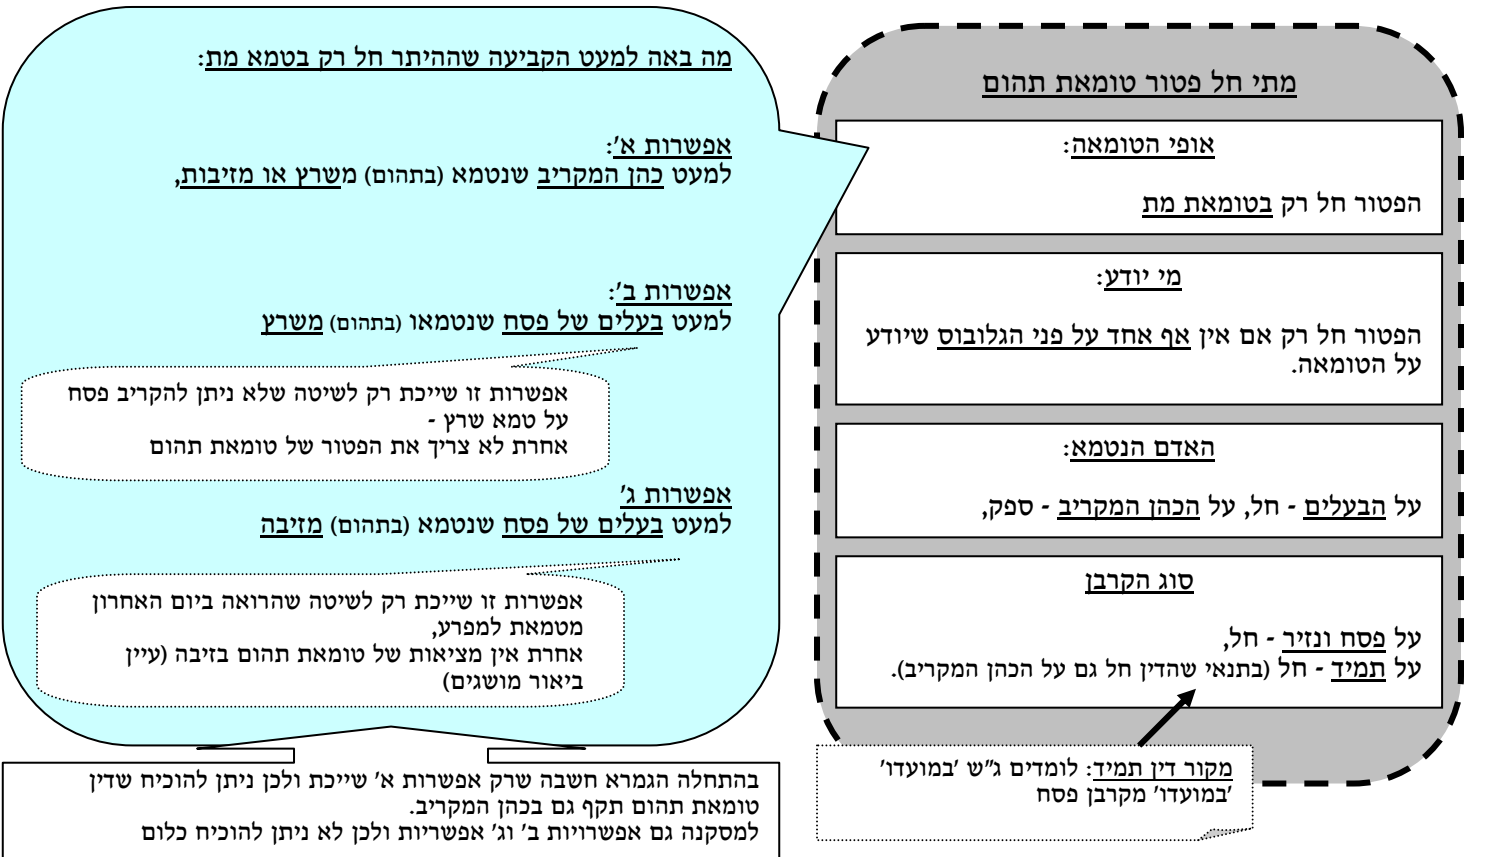 מתי חל פטור טומאת תהום
אופי הטומאה:
הפטור חל רק בטומאת מת
מי יודע:
הפטור חל רק אם אין אף אחד על פני הגלובוס שיודע
על הטומאה.
האדם הנטמא:
על הבעלים - חל, על הכהן המקריב - ספק,
סוג הקרבן
על פסח ונזיר - חל,
על תמיד - חל (בתנאי שהדין חל גם על הכהן המקריב).
מקור דין תמיד: לומדים ג"ש 'במועדו'
'במועדו' מקרבן פסח
מה באה למעט הקביעה שההיתר חל רק בטמא מת:
אפשרות א':
למעט כהן המקריב שנטמא (בתהום) משרץ או מזיבות,
אפשרות ב':
למעט בעלים של פסח שנטמאו (בתהום) משרץ
אפשרות זו שייכת רק לשיטה שלא ניתן להקריב פסח
על טמא שרץ -
אחרת לא צריך את הפטור של טומאת תהום
אפשרות ג'
למעט בעלים של פסח שנטמא (בתהום) מזיבה
אפשרות זו שייכת רק לשיטה שהרואה ביום האחרון
מטמאת למפרע,
אחרת אין מציאות של טומאת תהום בזיבה (עיין
ביאור מושגים)
בהתחלה הגמרא חשבה שרק אפשרות א' שייכת ולכן ניתן להוכיח שדין
טומאת תהום תקף גם בכהן המקריב.
למסקנה גם אפשרויות ב' וג' אפשריות ולכן לא ניתן להוכיח כלום